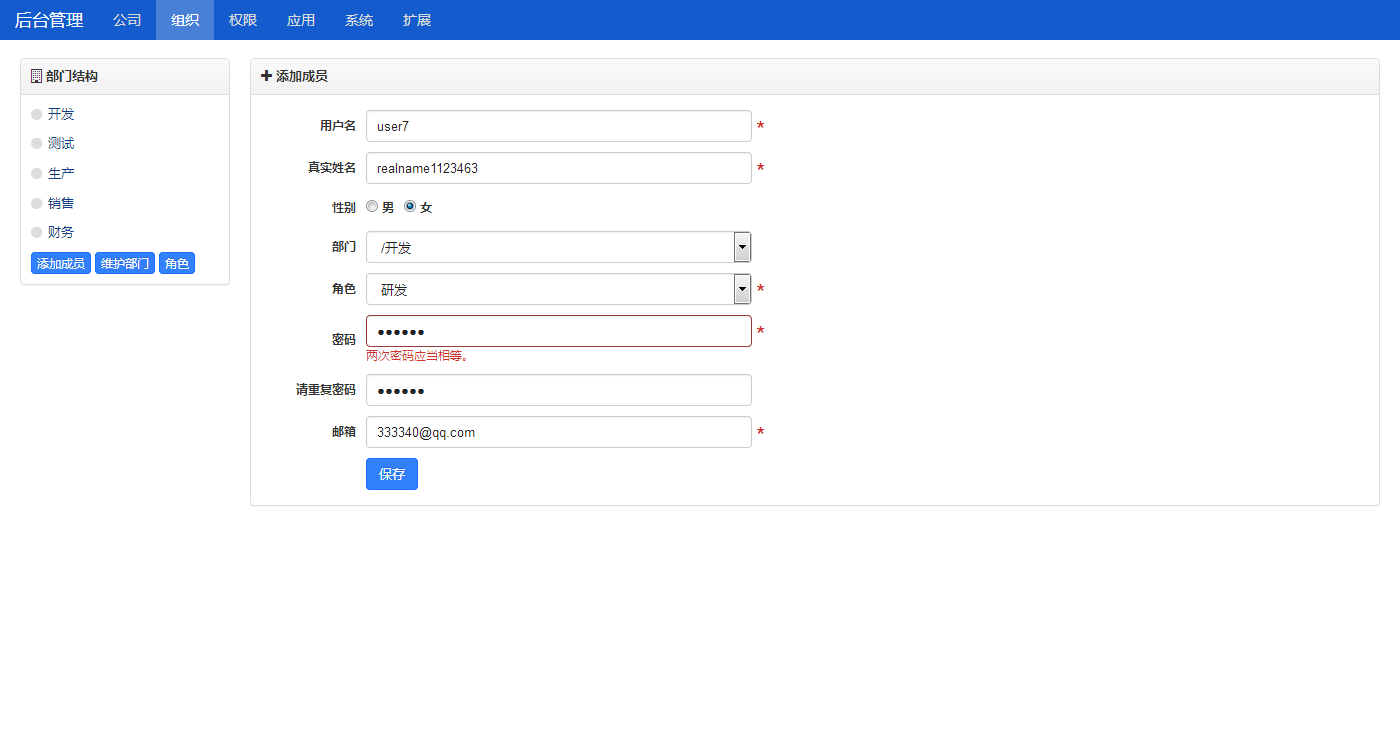 后台管理 公司 组织 权限 应用 系统 扩展
部门结构
开发
测试
生产
销售
财务
添加成员 维护部门 角色
添加成员
用户名 user7 *
真实姓名 realname1123463 *
性别 男 女
部门 /开发
角色 研发 *
密码 ●●●●●● *
两次密码应当相等。
请重复密码 ●●●●●●
邮箱 333340@qq.com *
保存